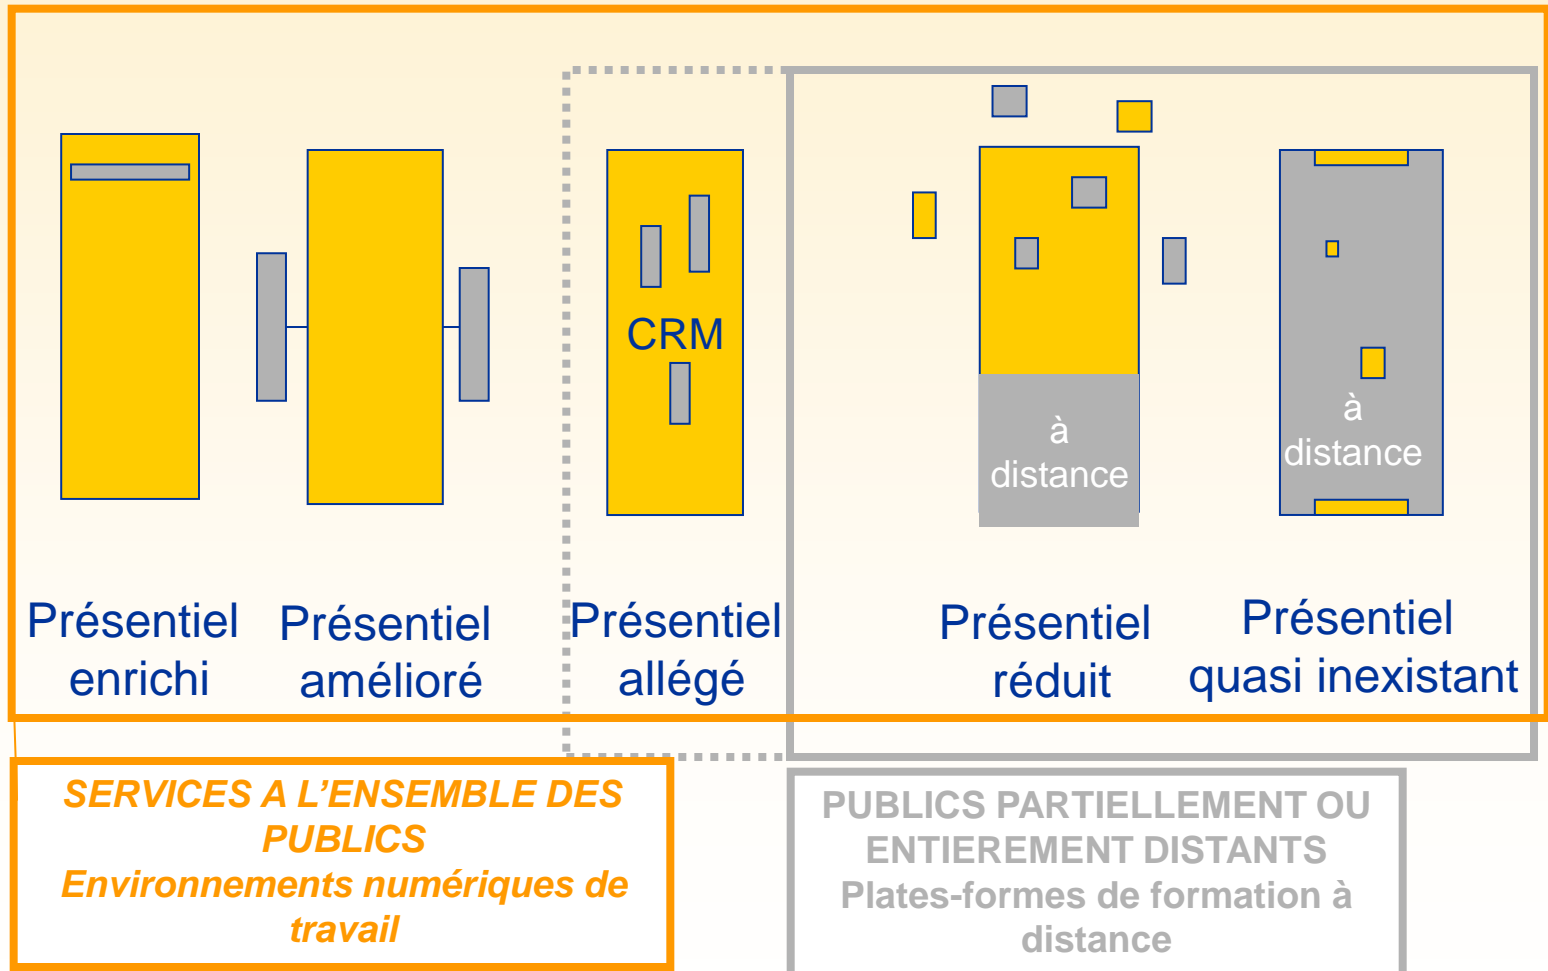 CRM
à
distance
à
distance
Présentiel
enrichi
Présentiel
amélioré
Présentiel
allégé
Présentiel
réduit
Présentiel
quasi inexistant
SERVICES A L’ENSEMBLE DES
PUBLICS
Environnements numériques de
travail
PUBLICS PARTIELLEMENT OU
ENTIEREMENT DISTANTS
Plates-formes de formation à
distance